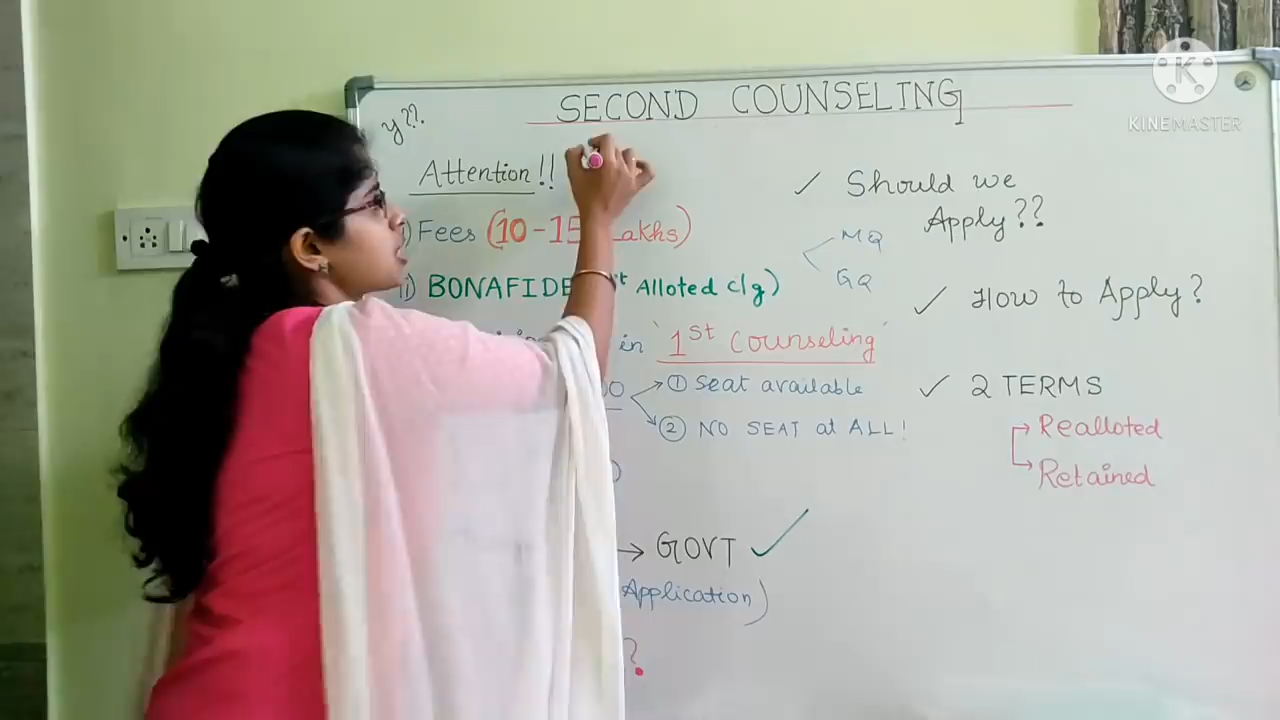 SECOND COUNSELING
y??.
Attention!!
Fees (10-15 Lakhs)
ii) BONAFIDE Alloted c/g)
in '1st Counseling'
① Seat available
② NO SEAT at ALL!
→ GOVT ✓
Application)
?
✓ Should we
Apply??
MQ
GQ
✓ How to Apply?
✓ 2 TERMS
Realloted
Retained
KINEMASTER